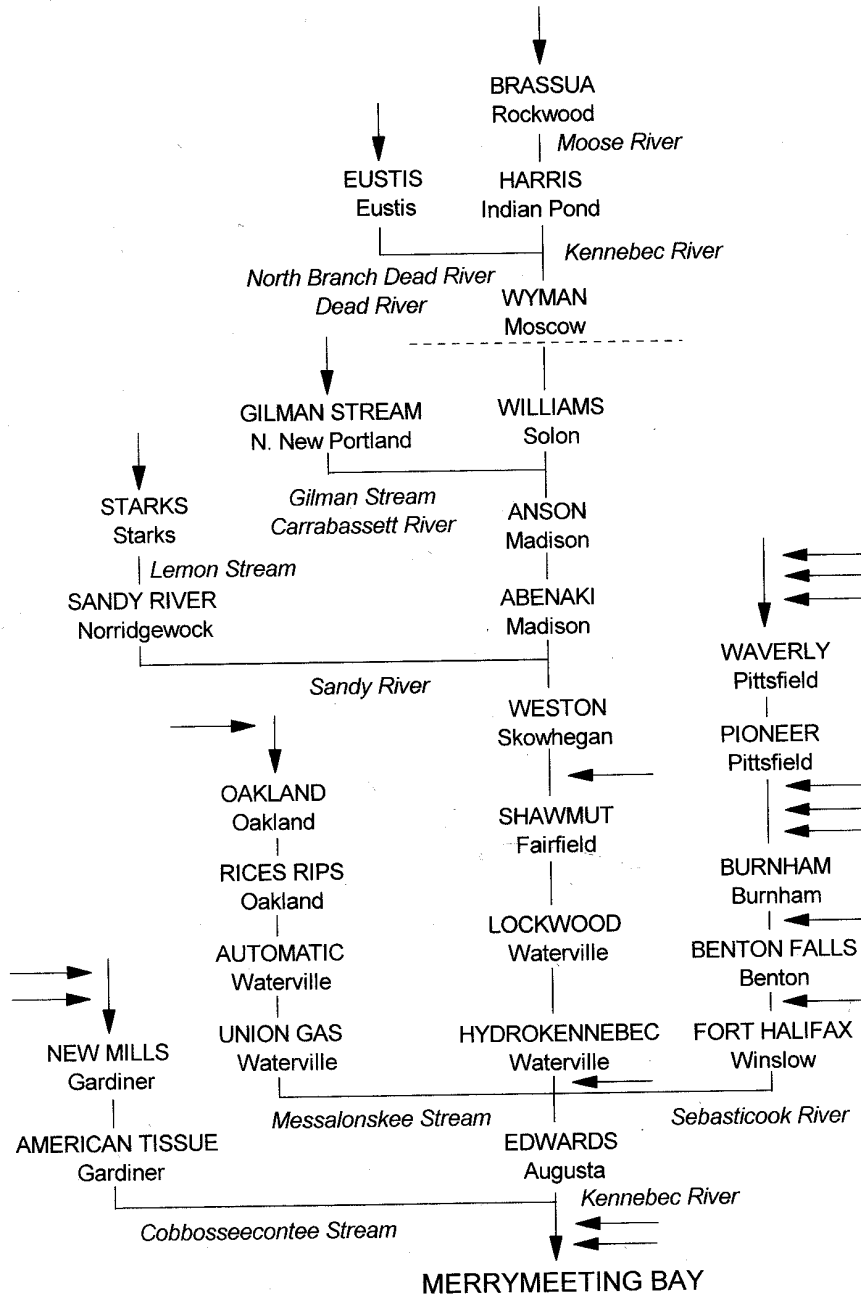 BRASSUA
Rockwood
Moose River
EUSTIS
Eustis
HARRIS
Indian Pond
Kennebec River
North Branch Dead River
Dead River
WYMAN
Moscow
GILMAN STREAM
N. New Portland
WILLIAMS
Solon
Gilman Stream
Carrabassett River
STARKS
Starks
ANSON
Madison
Lemon Stream
SANDY RIVER
Norridgewock
ABENAKI
Madison
Sandy River
WAVERLY
Pittsfield
WESTON
Skowhegan
PIONEER
Pittsfield
OAKLAND
Oakland
SHAWMUT
Fairfield
RICES RIPS
Oakland
BURNHAM
Burnham
AUTOMATIC
Waterville
LOCKWOOD
Waterville
BENTON FALLS
Benton
NEW MILLS
Gardiner
UNION GAS
Waterville
HYDROKENNEBEC
Waterville
FORT HALIFAX
Winslow
Messalonskee Stream
Sebasticook River
AMERICAN TISSUE
Gardiner
EDWARDS
Augusta
Kennebec River
Cobbosseecontee Stream
MERRYMEETING BAY